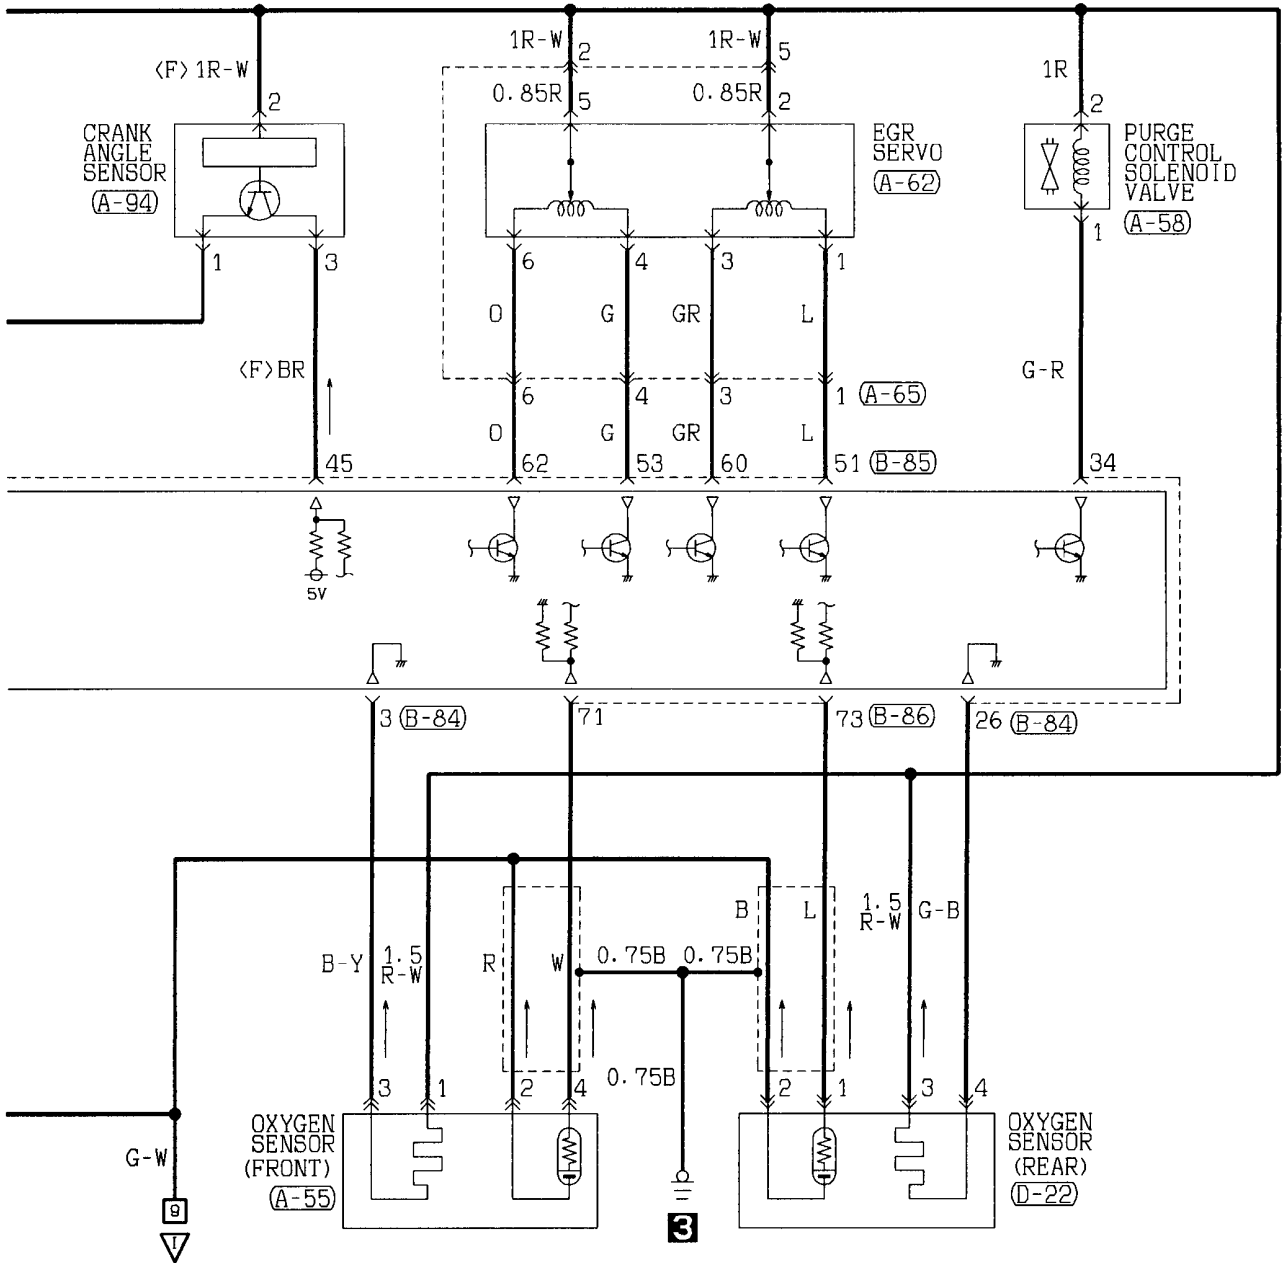 1R-W 2
1R-W 5
⟨F⟩1R-W
1R
0.85R 5
0.85R 2
2
2
CRANK
ANGLE
SENSOR
(A-94)
EGR
SERVO
(A-62)
PURGE
CONTROL
SOLENOID
VALVE
(A-58)
1
3
6
4
3
1
1
O
G
GR
L
⟨F⟩BR
G-R
6
4
3
1 (A-65)
O
G
GR
L
45
62
53
60
51 (B-85)
34
5V
3 (B-84)
71
73 (B-86)
26 (B-84)
B
L
1.5
R-W
G-B
B-Y
1.5
R-W
R
W
0.75B
0.75B
0.75B
3
1
2
4
2
1
3
4
OXYGEN
SENSOR
(FRONT)
(A-55)
OXYGEN
SENSOR
(REAR)
(D-22)
G-W
9
I
3